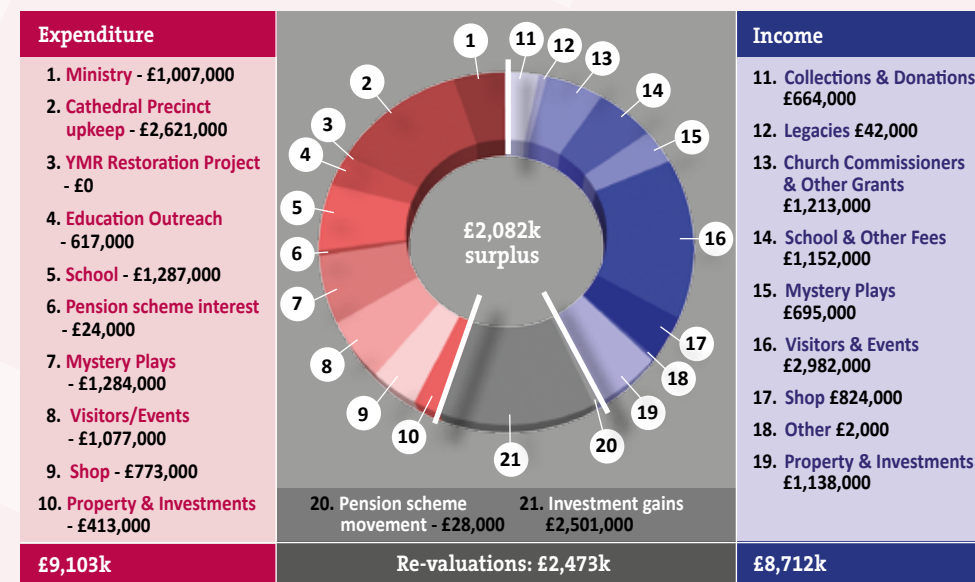 Expenditure
1. Ministry - £1,007,000
2. Cathedral Precinct
upkeep - £2,621,000
3. YMR Restoration Project
- £0
4. Education Outreach
- 617,000
5. School - £1,287,000
6. Pension scheme interest
- £24,000
7. Mystery Plays
- £1,284,000
8. Visitors/Events
- £1,077,000
9. Shop - £773,000
10. Property & Investments
- £413,000
£9,103k
1
2
3
4
5
6
7
8
9
10
11
12
13
14
15
16
17
18
19
20
21
£2,082k
surplus
20. Pension scheme
movement - £28,000
21. Investment gains
£2,501,000
Re-valuations: £2,473k
Income
11. Collections & Donations
£664,000
12. Legacies £42,000
13. Church Commissioners
& Other Grants
£1,213,000
14. School & Other Fees
£1,152,000
15. Mystery Plays
£695,000
16. Visitors & Events
£2,982,000
17. Shop £824,000
18. Other £2,000
19. Property & Investments
£1,138,000
£8,712k